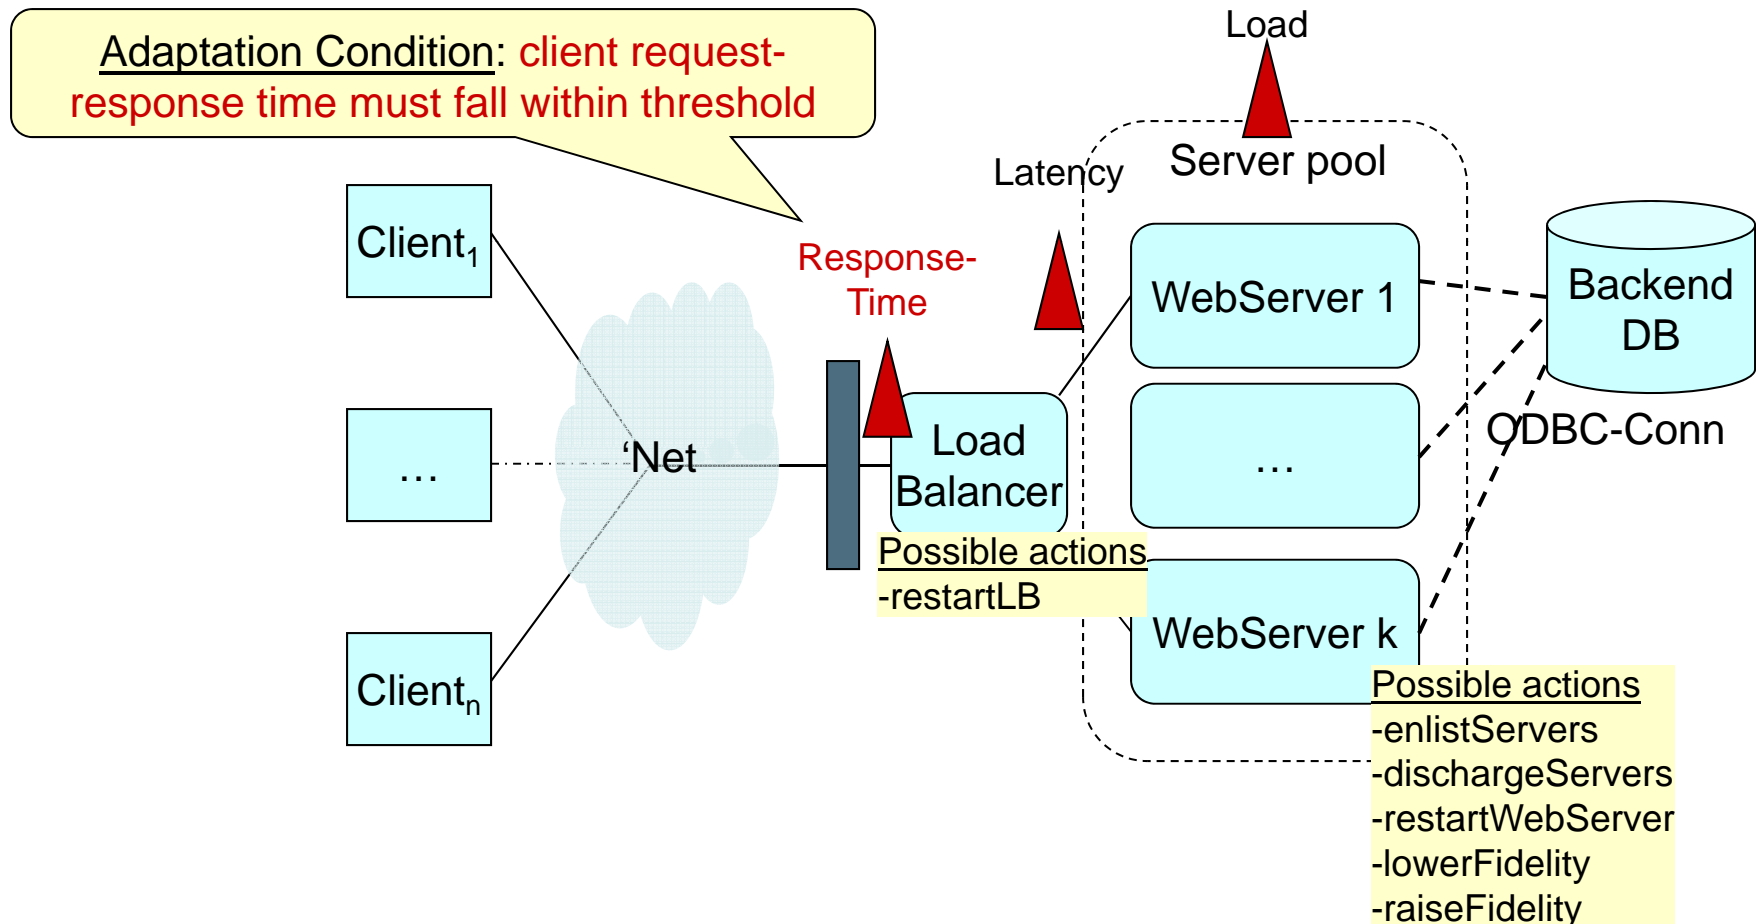 Adaptation Condition: client request-
response time must fall within threshold
Load
Server pool
Latency
Client1
Response-
Time
WebServer 1
Backend
DB
...
'Net
Load
Balancer
...
ODBC-Conn
Possible actions
-restartLB
WebServer k
Clientn
Possible actions
-enlistServers
-dischargeServers
-restartWebServer
-lowerFidelity
-raiseFidelity